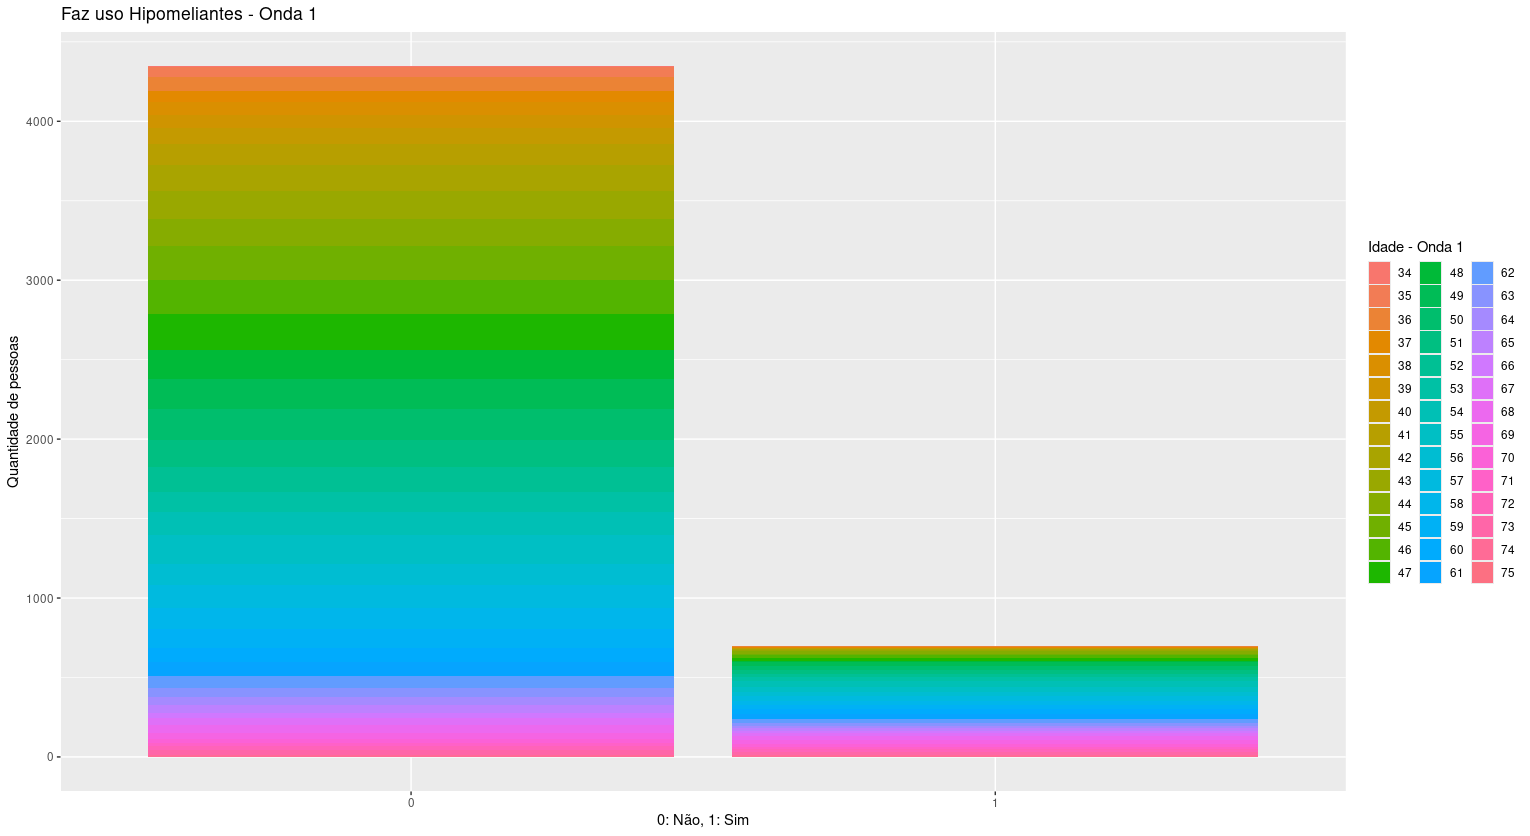 Faz uso Hipomeliantes - Onda 1
Quantidade de pessoas
4000
3000
2000
1000
0
0
1
0: Não, 1: Sim
Idade - Onda 1
34 48 62
35 49 63
36 50 64
37 51 65
38 52 66
39 53 67
40 54 68
41 55 69
42 56 70
43 57 71
44 58 72
45 59 73
46 60 74
47 61 75